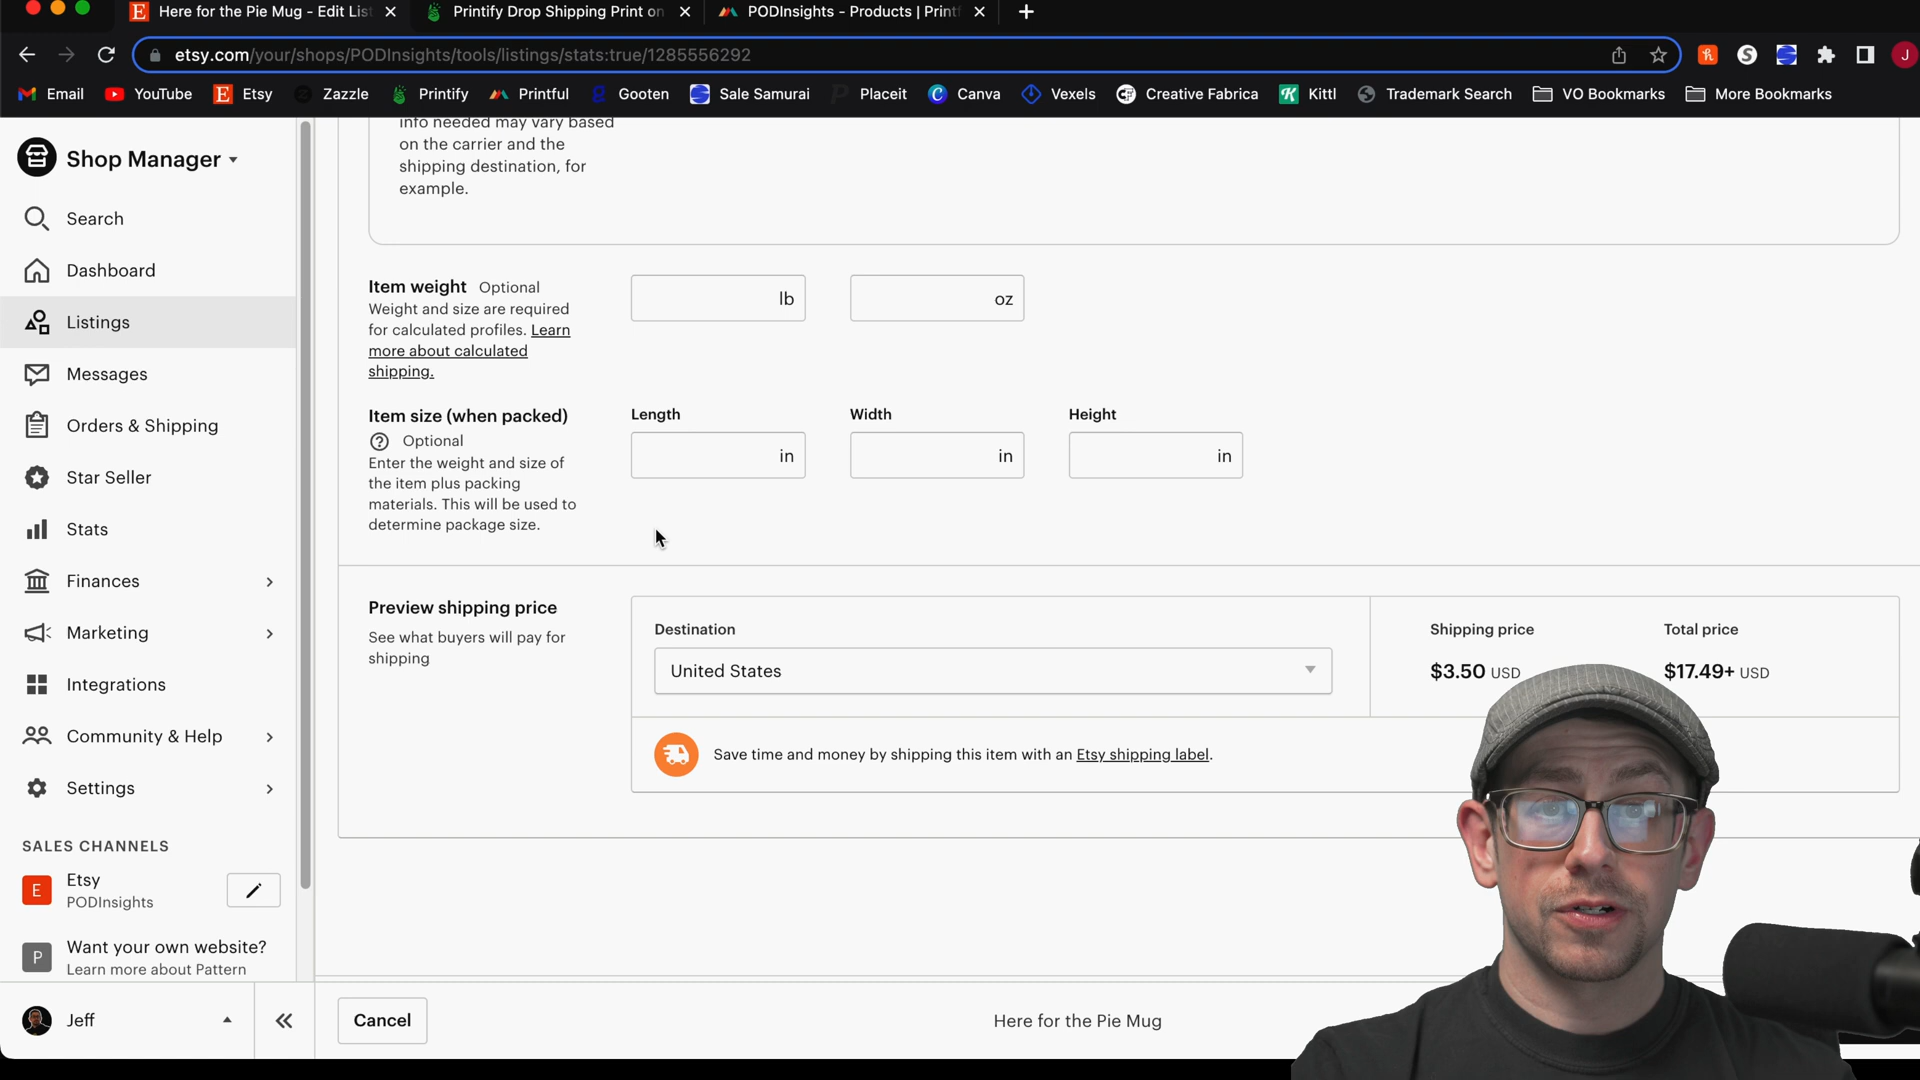 Here for the Pie Mug - Edit List
Printify Drop Shipping Print on
PODInsights - Products | Printf
etsy.com/your/shops/PODInsights/tools/listings/stats:true/1285556292
J
Email
YouTube
Etsy
Zazzle
Printify
Printful
Gooten
Sale Samurai
Placeit
Canva
Vexels
Creative Fabrica
Kittl
Trademark Search
VO Bookmarks
More Bookmarks
Shop Manager
Search
Dashboard
Listings
Messages
Orders & Shipping
Star Seller
Stats
Finances
Marketing
Integrations
Community & Help
Settings
SALES CHANNELS
E
Etsy
PODInsights
P
Want your own website?
Learn more about Pattern
Jeff
info needed may vary based
on the carrier and the
shipping destination, for
example.
Item weight Optional
Weight and size are required
for calculated profiles. Learn
more about calculated
shipping.
lb
oz
Item size (when packed)
Optional
Enter the weight and size of
the item plus packing
materials. This will be used to
determine package size.
Length
Width
Height
in
in
in
Preview shipping price
See what buyers will pay for
shipping
Destination
United States
Shipping price
$3.50 USD
Total price
$17.49+ USD
Save time and money by shipping this item with an Etsy shipping label.
Cancel
Here for the Pie Mug